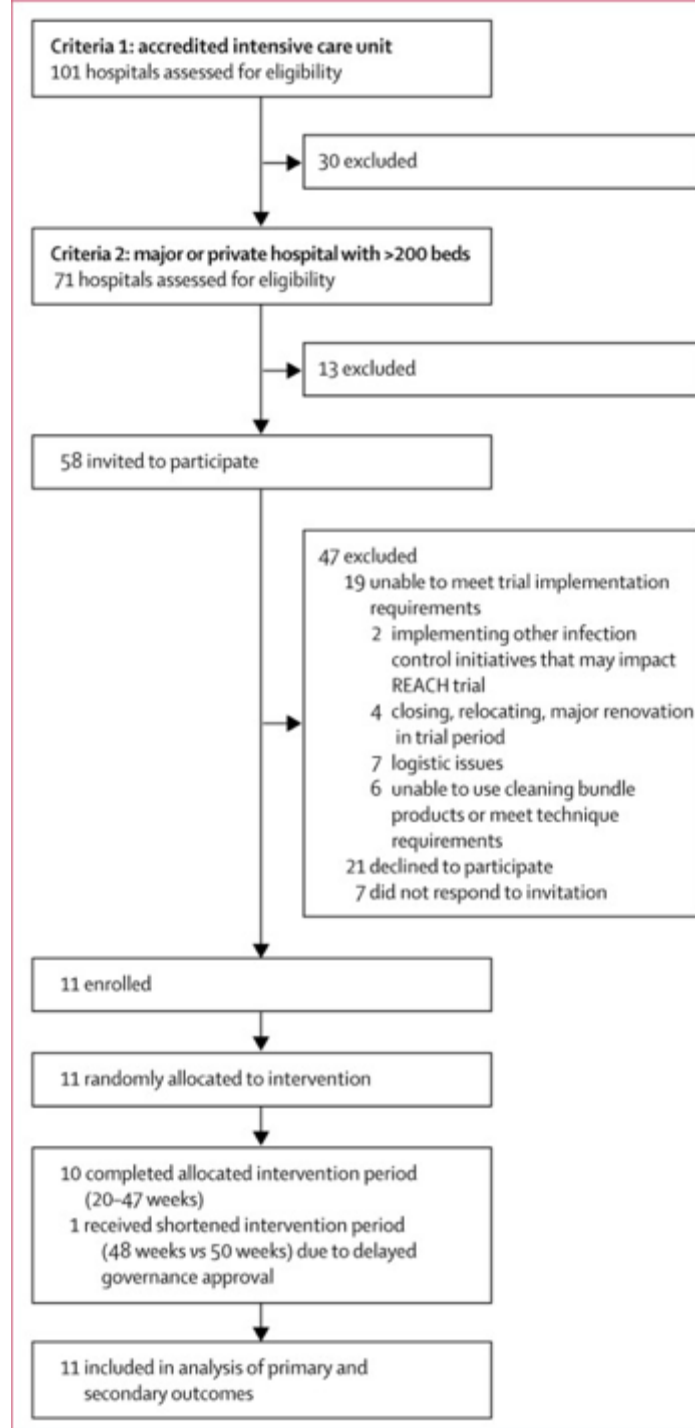 Criteria 1: accredited intensive care unit
101 hospitals assessed for eligibility
30 excluded
Criteria 2: major or private hospital with >200 beds
71 hospitals assessed for eligibility
13 excluded
58 invited to participate
47 excluded
19 unable to meet trial implementation
requirements
2 implementing other infection
control initiatives that may impact
REACH trial
4 closing, relocating, major renovation
in trial period
7 logistic issues
6 unable to use cleaning bundle
products or meet technique
requirements
21 declined to participate
7 did not respond to invitation
11 enrolled
11 randomly allocated to intervention
10 completed allocated intervention period
(20–47 weeks)
1 received shortened intervention period
(48 weeks vs 50 weeks) due to delayed
governance approval
11 included in analysis of primary and
secondary outcomes